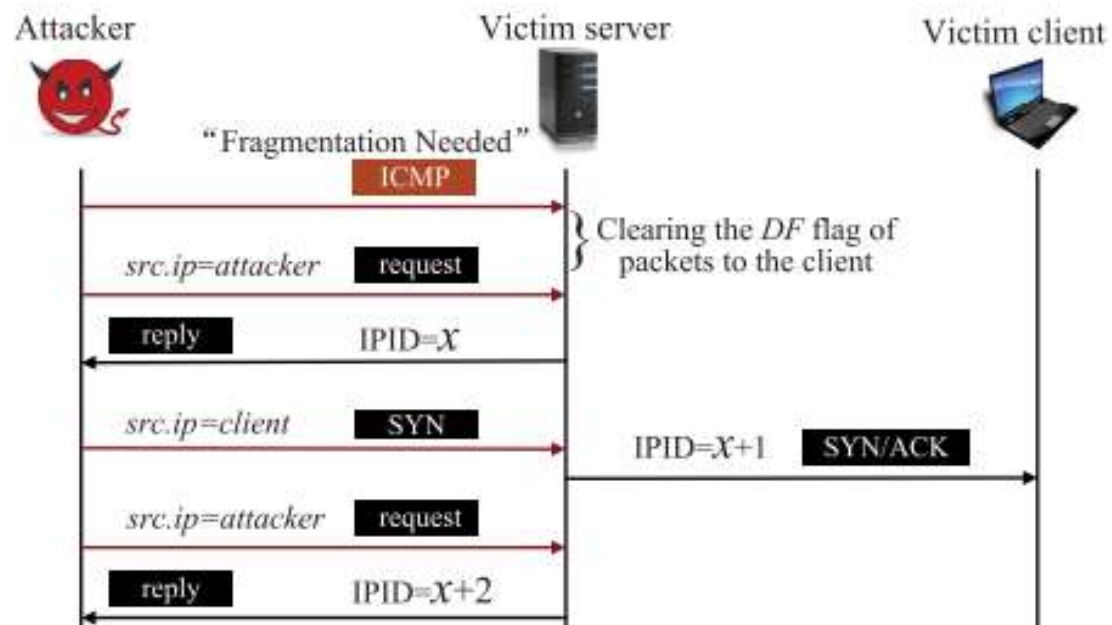 Attacker
Victim server
Victim client
“Fragmentation Needed”
ICMP
Clearing the DF flag of
packets to the client
src.ip=attacker request
reply IPID=x
src.ip=client SYN
IPID=x+1 SYN/ACK
src.ip=attacker request
reply IPID=x+2